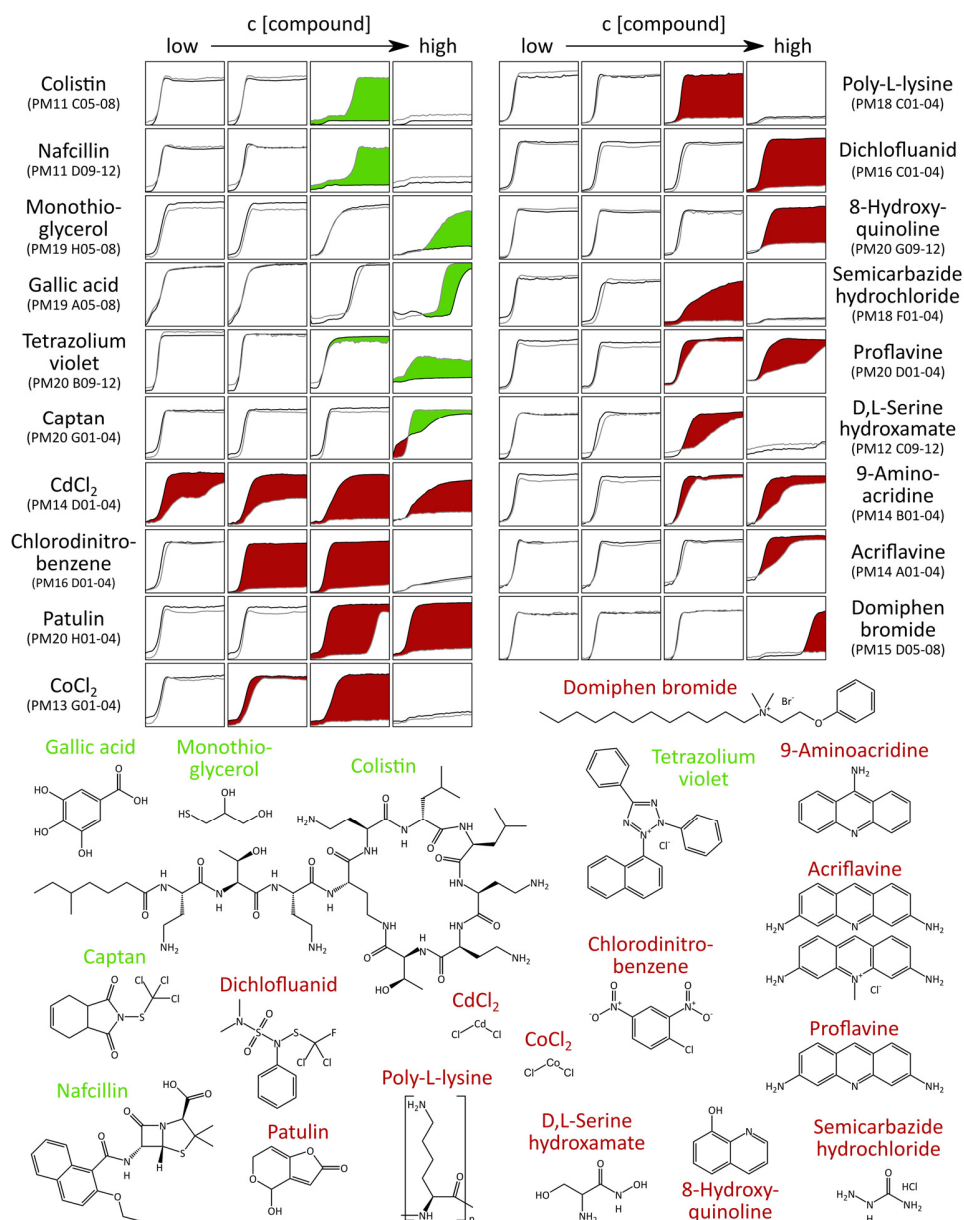 c [compound]
low
high
c [compound]
low
high
Colistin
(PM11 C05-08)
Nafcillin
(PM11 D09-12)
Monothio-
glycerol
(PM19 H05-08)
Gallic acid
(PM19 A05-08)
Tetrazolium
violet
(PM20 B09-12)
Captan
(PM20 G01-04)
CdCl2
(PM14 D01-04)
Chlorodinitro-
benzene
(PM16 D01-04)
Patulin
(PM20 H01-04)
CoCl2
(PM13 G01-04)
Poly-L-lysine
(PM18 C01-04)
Dichlofluanid
(PM16 C01-04)
8-Hydroxy-
quinoline
(PM20 G09-12)
Semicarbazide
hydrochloride
(PM18 F01-04)
Proflavine
(PM20 D01-04)
D,L-Serine
hydroxamate
(PM12 C09-12)
9-Amino-
acridine
(PM14 B01-04)
Acriflavine
(PM14 A01-04)
Domiphen
bromide
(PM15 D05-08)
Domiphen bromide
Gallic acid
Monothio-
glycerol
Colistin
Tetrazolium
violet
9-Aminoacridine
Acriflavine
Captan
Dichlofluanid
CdCl2
Chlorodinitro-
benzene
CoCl2
Proflavine
Nafcillin
Patulin
Poly-L-lysine
D,L-Serine
hydroxamate
8-Hydroxy-
quinoline
Semicarbazide
hydrochloride